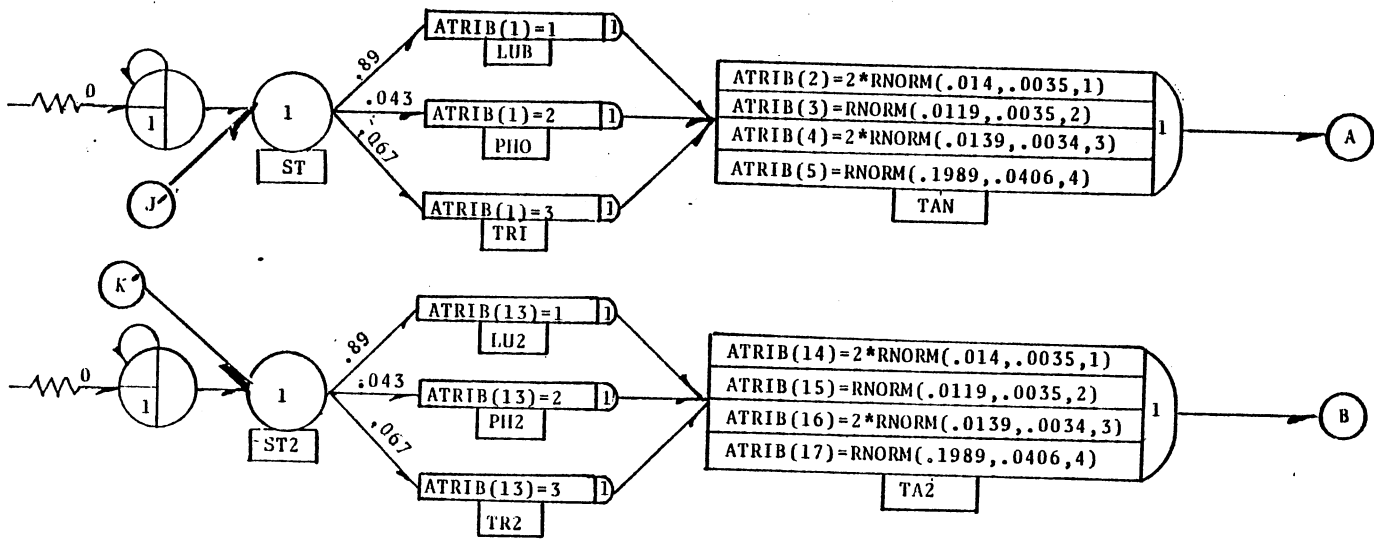 0
1
J
1
ST
.89
.043
.067
ATRIB(1)=1
1
LUB
ATRIB(1)=2
1
PHO
ATRIB(1)=3
1
TRI
ATRIB(2)=2*RNORM(.014,.0035,1)
ATRIB(3)=RNORM(.0119,.0035,2)
ATRIB(4)=2*RNORM(.0139,.0034,3)
ATRIB(5)=RNORM(.1989,.0406,4)
1
TAN
A
K
0
1
1
ST2
.89
.043
.067
ATRIB(13)=1
1
LU2
ATRIB(13)=2
1
PH2
ATRIB(13)=3
1
TR2
ATRIB(14)=2*RNORM(.014,.0035,1)
ATRIB(15)=RNORM(.0119,.0035,2)
ATRIB(16)=2*RNORM(.0139,.0034,3)
ATRIB(17)=RNORM(.1989,.0406,4)
1
TA2
B